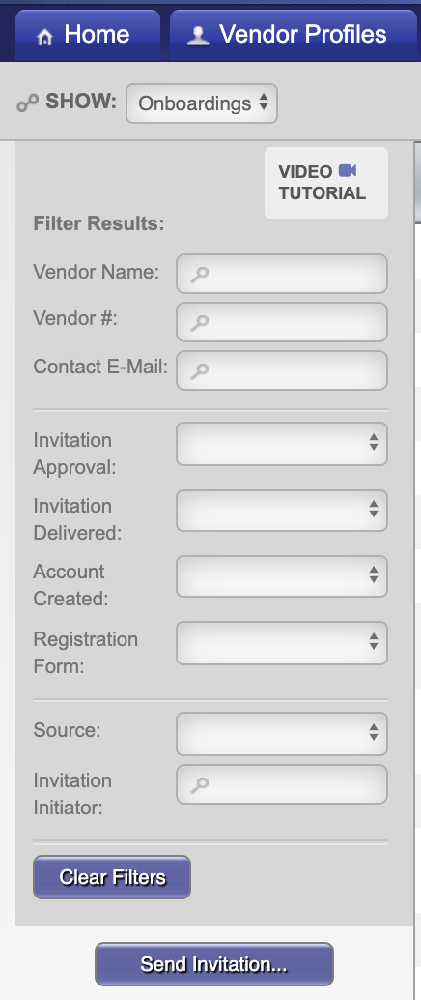 Home Vendor Profiles
SHOW: Onboardings
VIDEO
TUTORIAL
Filter Results:
Vendor Name:
Vendor #:
Contact E-Mail:
Invitation
Approval:
Invitation
Delivered:
Account
Created:
Registration
Form:
Source:
Invitation
Initiator:
Clear Filters
Send Invitation...